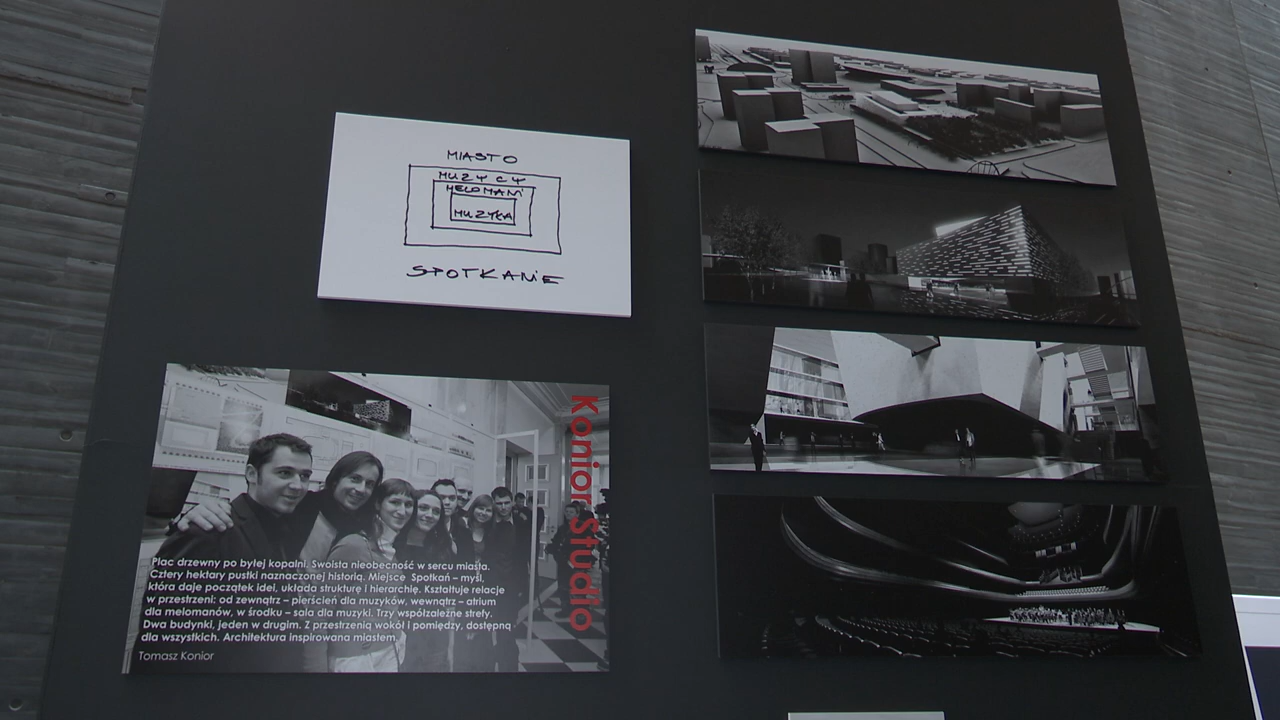 MIASTO
MUZYCY
MELOMANI
MUZYKA
SPOTKANIE
Konior Studio
Plac drzewny po byłej kopalni. Swoista nieobecność w sercu miasta.
Cztery hektary pustki naznaczonej historią. Miejsce Spotkań – myśl,
która daje początek idei, układa strukturę i hierarchię. Kształtuje relacje
w przestrzeni: od zewnątrz – pierścień dla muzyków, wewnątrz – atrium
dla melomanów, w środku – sala dla muzyki. Trzy współzależne strefy.
Dwa budynki, jeden w drugim. Z przestrzenią wokół i pomiędzy, dostępną
dla wszystkich. Architektura inspirowana miastem.
Tomasz Konior